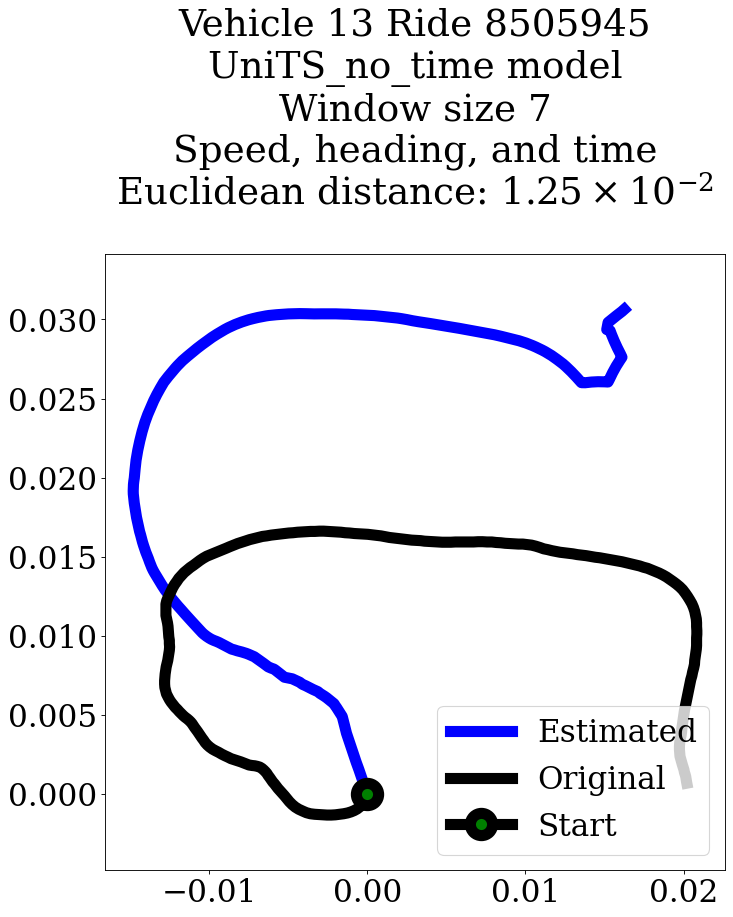 Vehicle 13 Ride 8505945
UniTS_no_time model
Window size 7
Speed, heading, and time
Euclidean distance: 1.25 × 10⁻²
0.030
0.025
0.020
0.015
0.010
0.005
0.000
−0.01
0.00
0.01
0.02
Estimated
Original
Start